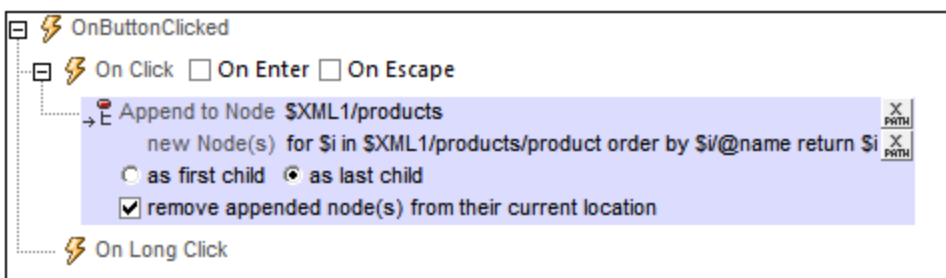 OnButtonClicked
On Click On Enter On Escape
Append to Node $XML1/products X PATH
new Node(s) for $i in $XML1/products/product order by $i/@name return $i X PATH
as first child as last child
remove appended node(s) from their current location
On Long Click